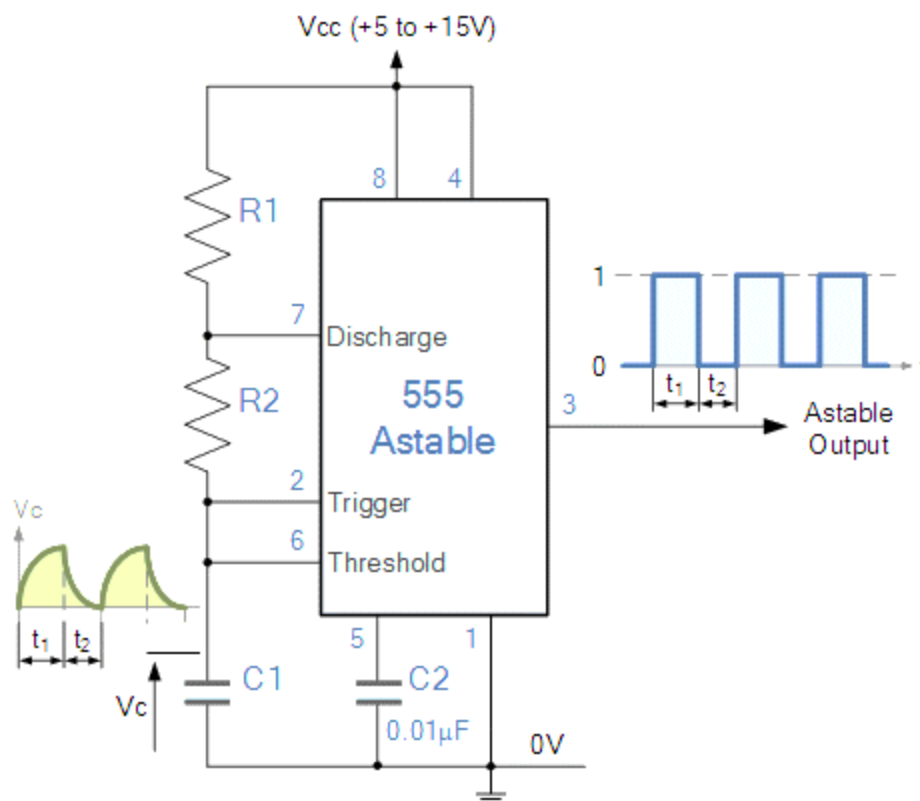 Vcc (+5 to +15V)
8
4
R1
7
Discharge
R2
555
Astable
3
1
0
t₁
t₂
Astable
Output
2
Trigger
6
Threshold
Vc
t₁
t₂
5
1
Vc
C1
C2
0.01µF
0V